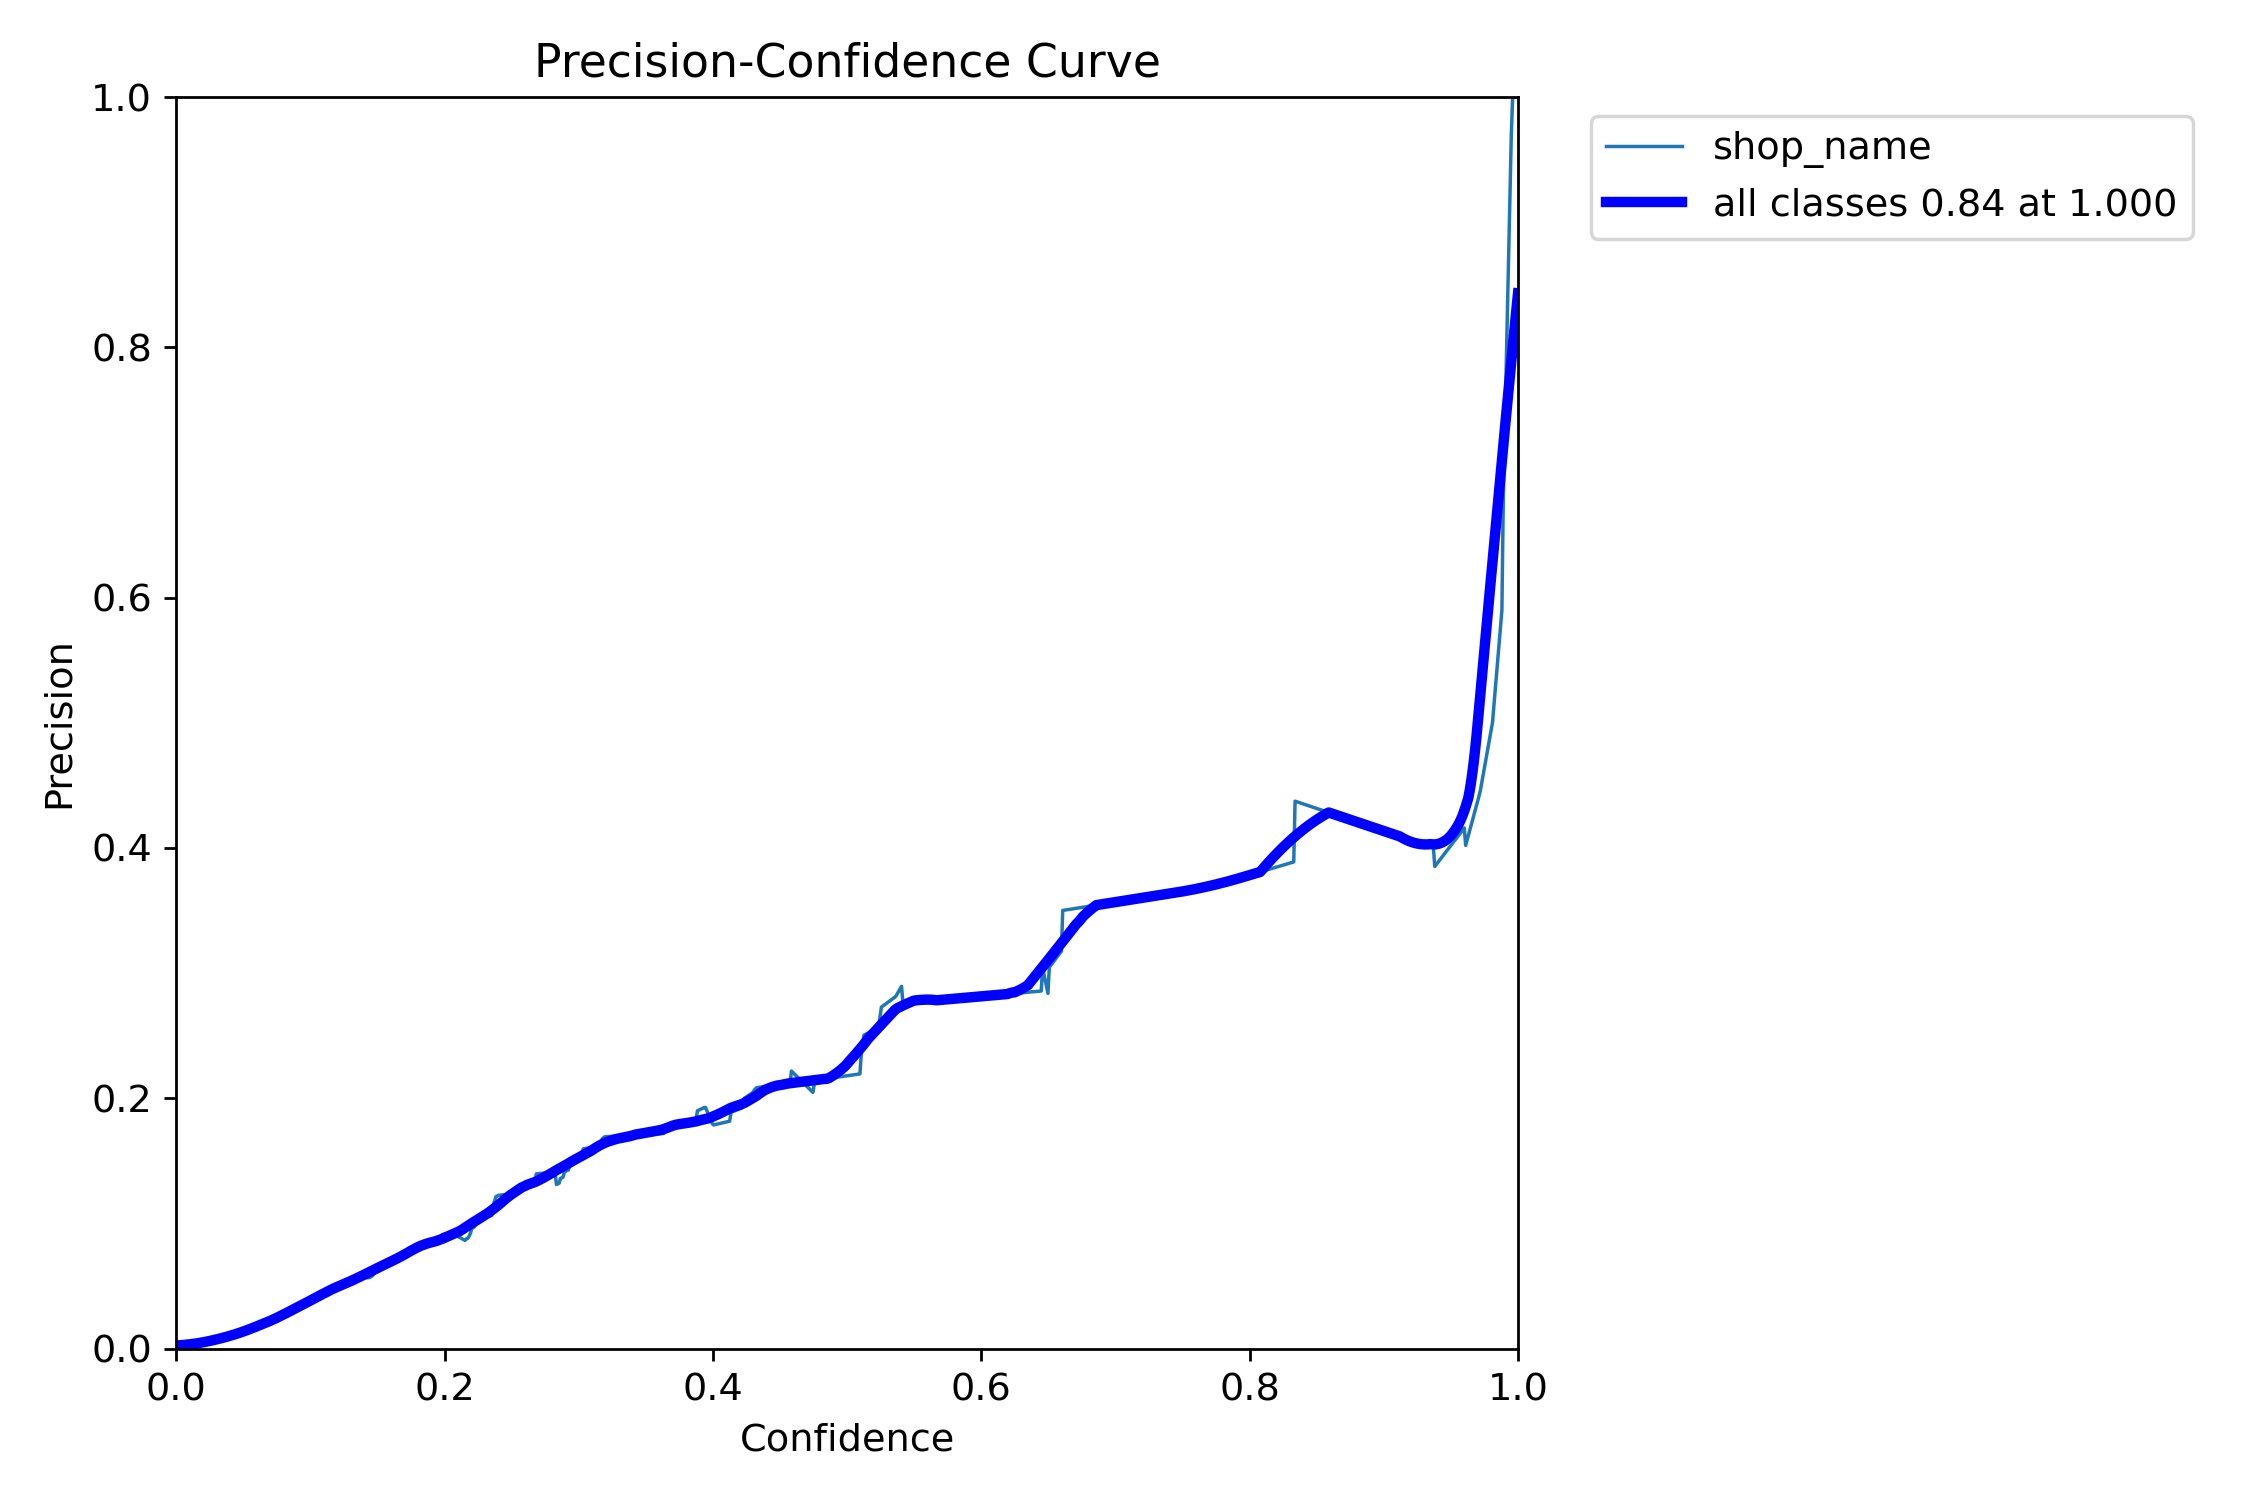 Precision-Confidence Curve
1.0
0.8
0.6
0.4
0.2
0.0
Precision
0.0 0.2 0.4 0.6 0.8 1.0
Confidence
shop_name
all classes 0.84 at 1.000